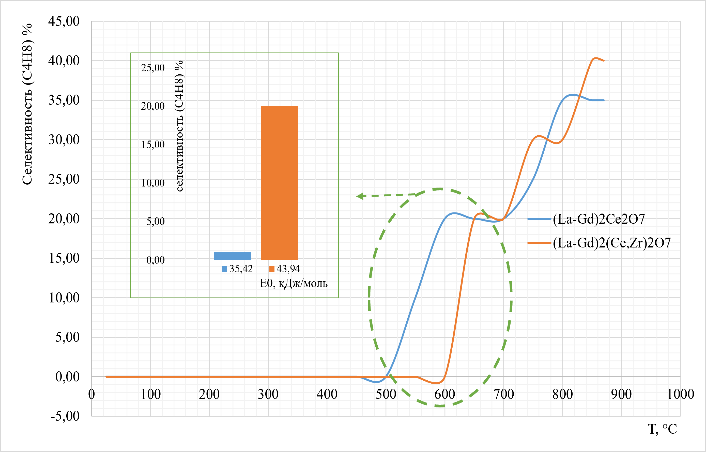 45,00
40,00
35,00
30,00
25,00
20,00
15,00
10,00
5,00
0,00
-5,00
Селективность (C4H8) %
0 100 200 300 400 500 600 700 800 900 1000
T, °C
25,00
20,00
15,00
10,00
5,00
0,00
селективность (C4H8) %
35,42 43,94
E0, кДж/моль
(La-Gd)2Ce2O7
(La-Gd)2(Ce,Zr)2O7